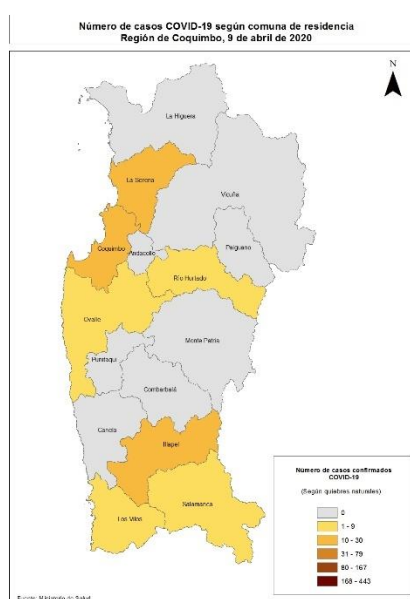 Número de casos COVID-19 según comuna de residencia
Región de Coquimbo, 9 de abril de 2020
N
La Higuera
La Serena
Vicuña
Coquimbo
Andacollo
Paiguano
Río Hurtado
Ovalle
Monte Patria
Punitaqui
Combarbalá
Canela
Illapel
Salamanca
Los Vilos
Número de casos confirmados
COVID-19
(Según quiebres naturales)
0
1 - 9
10 - 30
31 - 79
80 - 167
168 - 443
Fuente: Ministerio de Salud